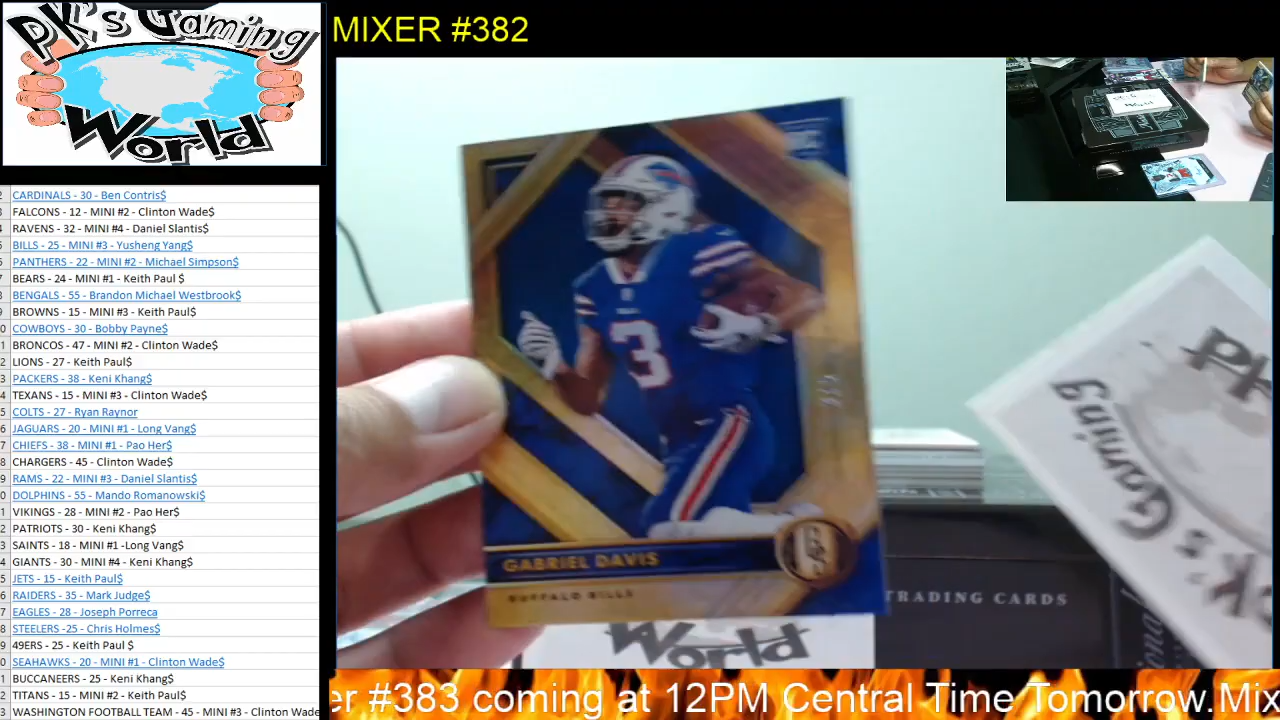 PK's Gaming
World
MIXER #382
CARDINALS - 30 - Ben Contris$
FALCONS - 12 - MINI #2 - Clinton Wade$
RAVENS - 32 - MINI #4 - Daniel Slantis$
BILLS - 25 - MINI #3 - Yusheng Yang$
PANTHERS - 22 - MINI #2 - Michael Simpson$
BEARS - 24 - MINI #1 - Keith Paul $
BENGALS - 55 - Brandon Michael Westbrook$
BROWNS - 15 - MINI #3 - Keith Paul$
COWBOYS - 30 - Bobby Payne$
BRONCOS - 47 - MINI #2 - Clinton Wade$
LIONS - 27 - Keith Paul$
PACKERS - 38 - Keni Khang$
TEXANS - 15 - MINI #3 - Clinton Wade$
COLTS - 27 - Ryan Raynor
JAGUARS - 20 - MINI #1 - Long Vang$
CHIEFS - 38 - MINI #1 - Pao Her$
CHARGERS - 45 - Clinton Wade$
RAMS - 22 - MINI #3 - Daniel Slantis$
DOLPHINS - 55 - Mando Romanowski$
VIKINGS - 28 - MINI #2 - Pao Her$
PATRIOTS - 30 - Keni Khang$
SAINTS - 18 - MINI #1 -Long Vang$
GIANTS - 30 - MINI #4 - Keni Khang$
JETS - 15 - Keith Paul$
RAIDERS - 35 - Mark Judge$
EAGLES - 28 - Joseph Porreca
STEELERS -25 - Chris Holmes$
49ERS - 25 - Keith Paul $
SEAHAWKS - 20 - MINI #1 - Clinton Wade$
BUCCANEERS - 25 - Keni Khang$
TITANS - 15 - MINI #2 - Keith Paul$
WASHINGTON FOOTBALL TEAM - 45 - MINI #3 - Clinton Wade
3
GABRIEL DAVIS
BUFFALO BILLS
PK's
Gaming
TRADING CARDS
World
er #383 coming at 12PM Central Time Tomorrow.Mix